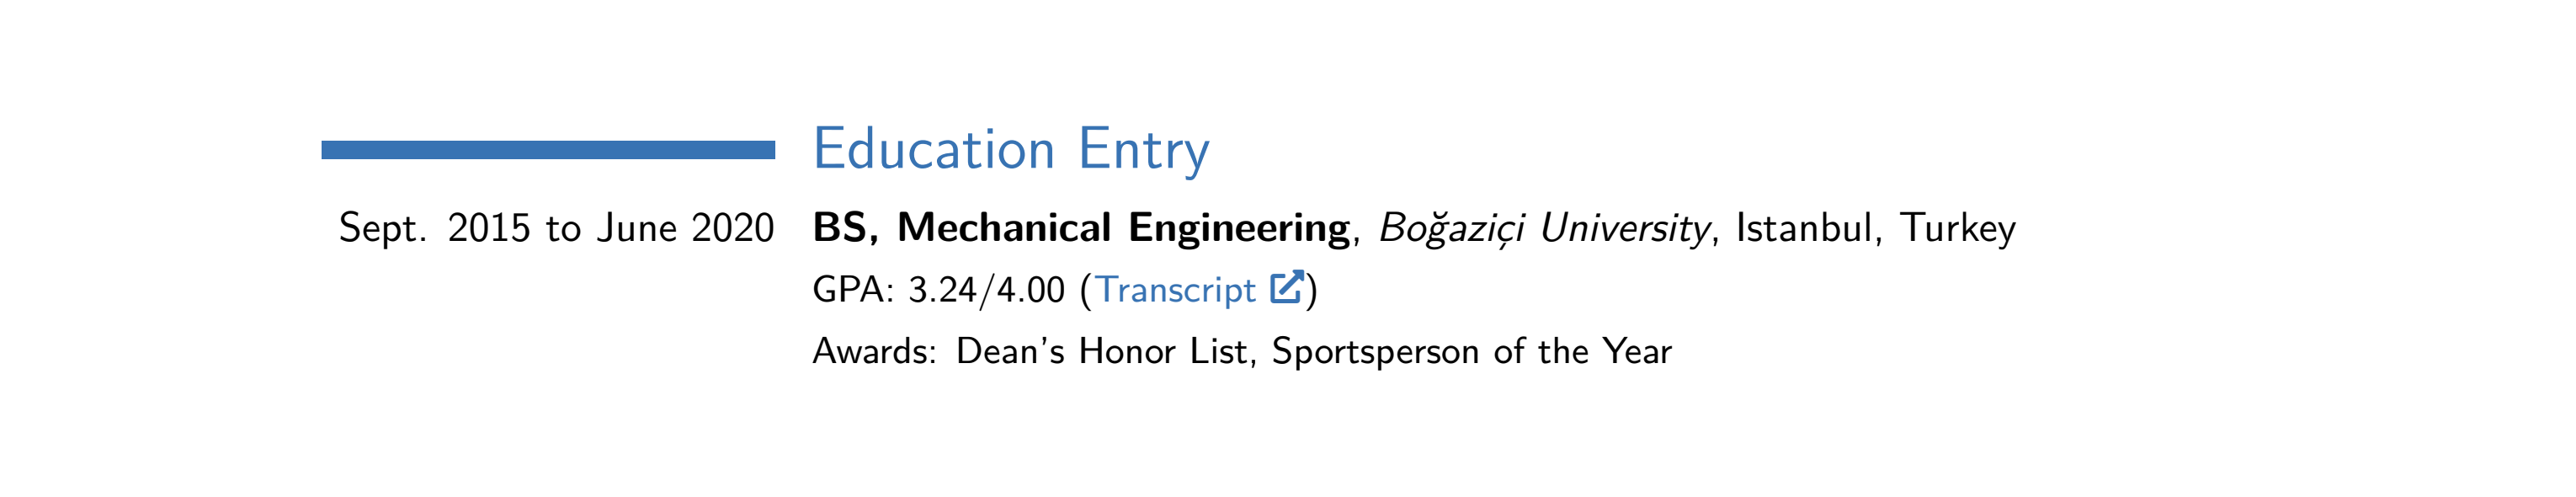 Education Entry
Sept. 2015 to June 2020 BS, Mechanical Engineering, Boğaziçi University, Istanbul, Turkey
GPA: 3.24/4.00 (Transcript)
Awards: Dean's Honor List, Sportsperson of the Year